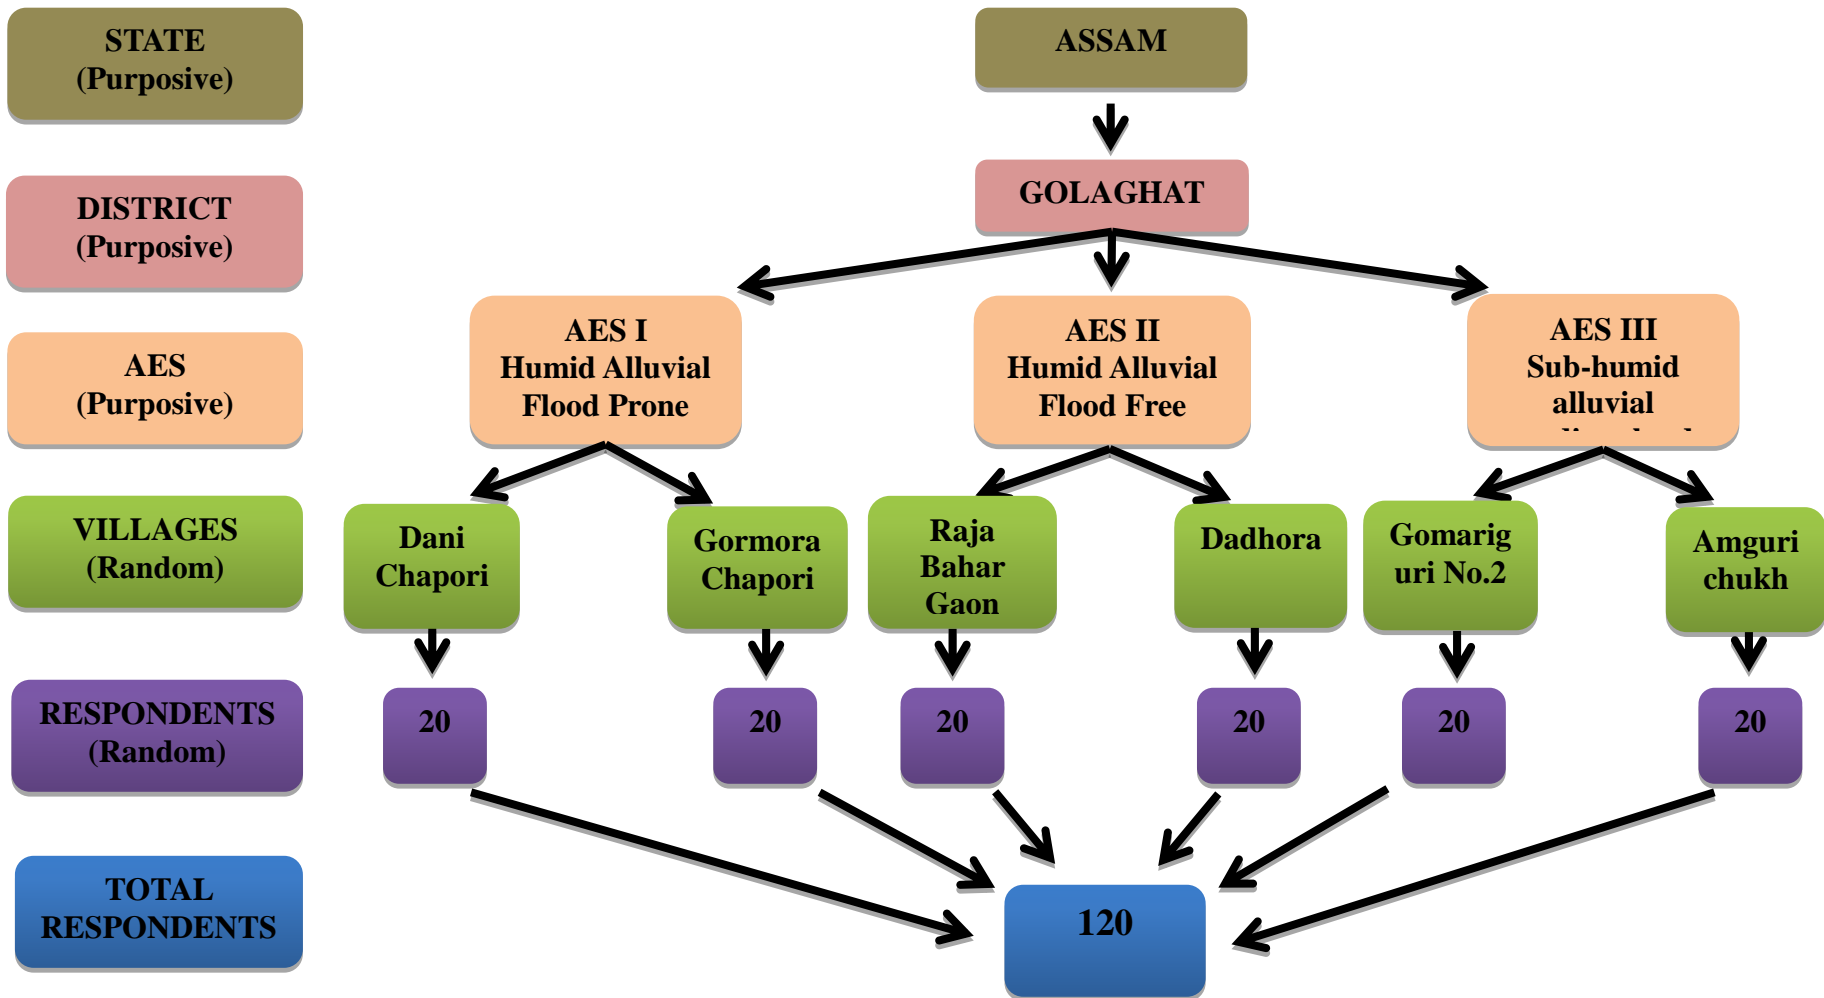 STATE
(Purposive)
ASSAM
DISTRICT
(Purposive)
GOLAGHAT
AES
(Purposive)
AES I
Humid Alluvial
Flood Prone
AES II
Humid Alluvial
Flood Free
AES III
Sub-humid
alluvial
VILLAGES
(Random)
Dani
Chapori
Gormora
Chapori
Raja
Bahar
Gaon
Dadhora
Gomarig
uri No.2
Amguri
chukh
RESPONDENTS
(Random)
20
20
20
20
20
20
TOTAL
RESPONDENTS
120